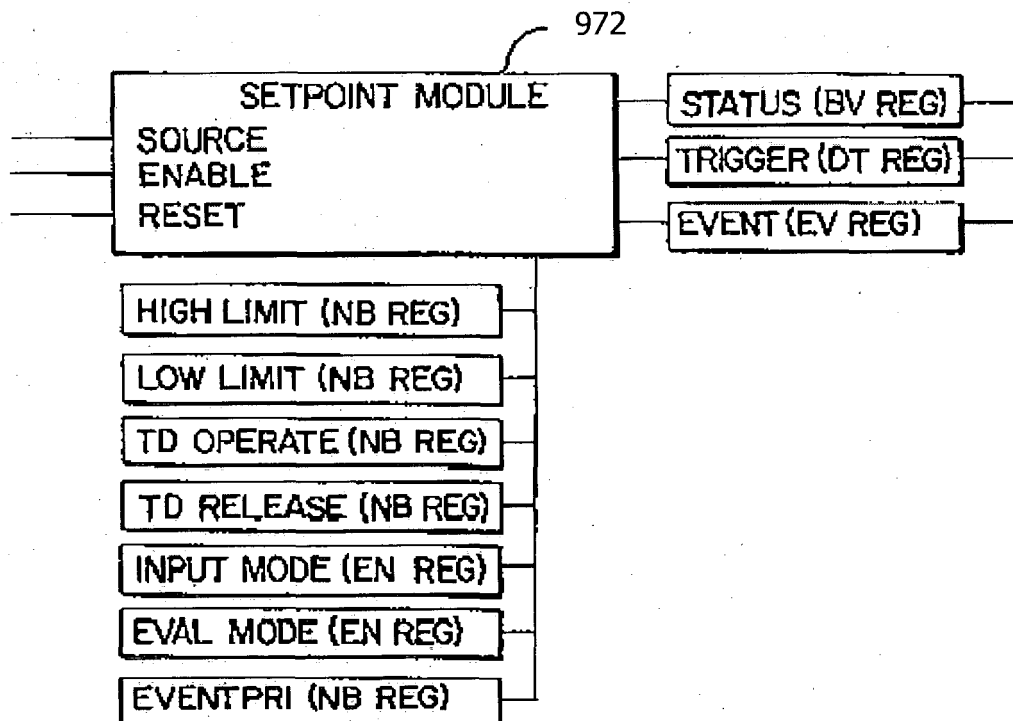 972
SETPOINT MODULE
SOURCE
ENABLE
RESET
STATUS (BV REG)
TRIGGER (DT REG)
EVENT (EV REG)
HIGH LIMIT (NB REG)
LOW LIMIT (NB REG)
TD OPERATE (NB REG)
TD RELEASE (NB REG)
INPUT MODE (EN REG)
EVAL MODE (EN REG)
EVENTPRI (NB REG)